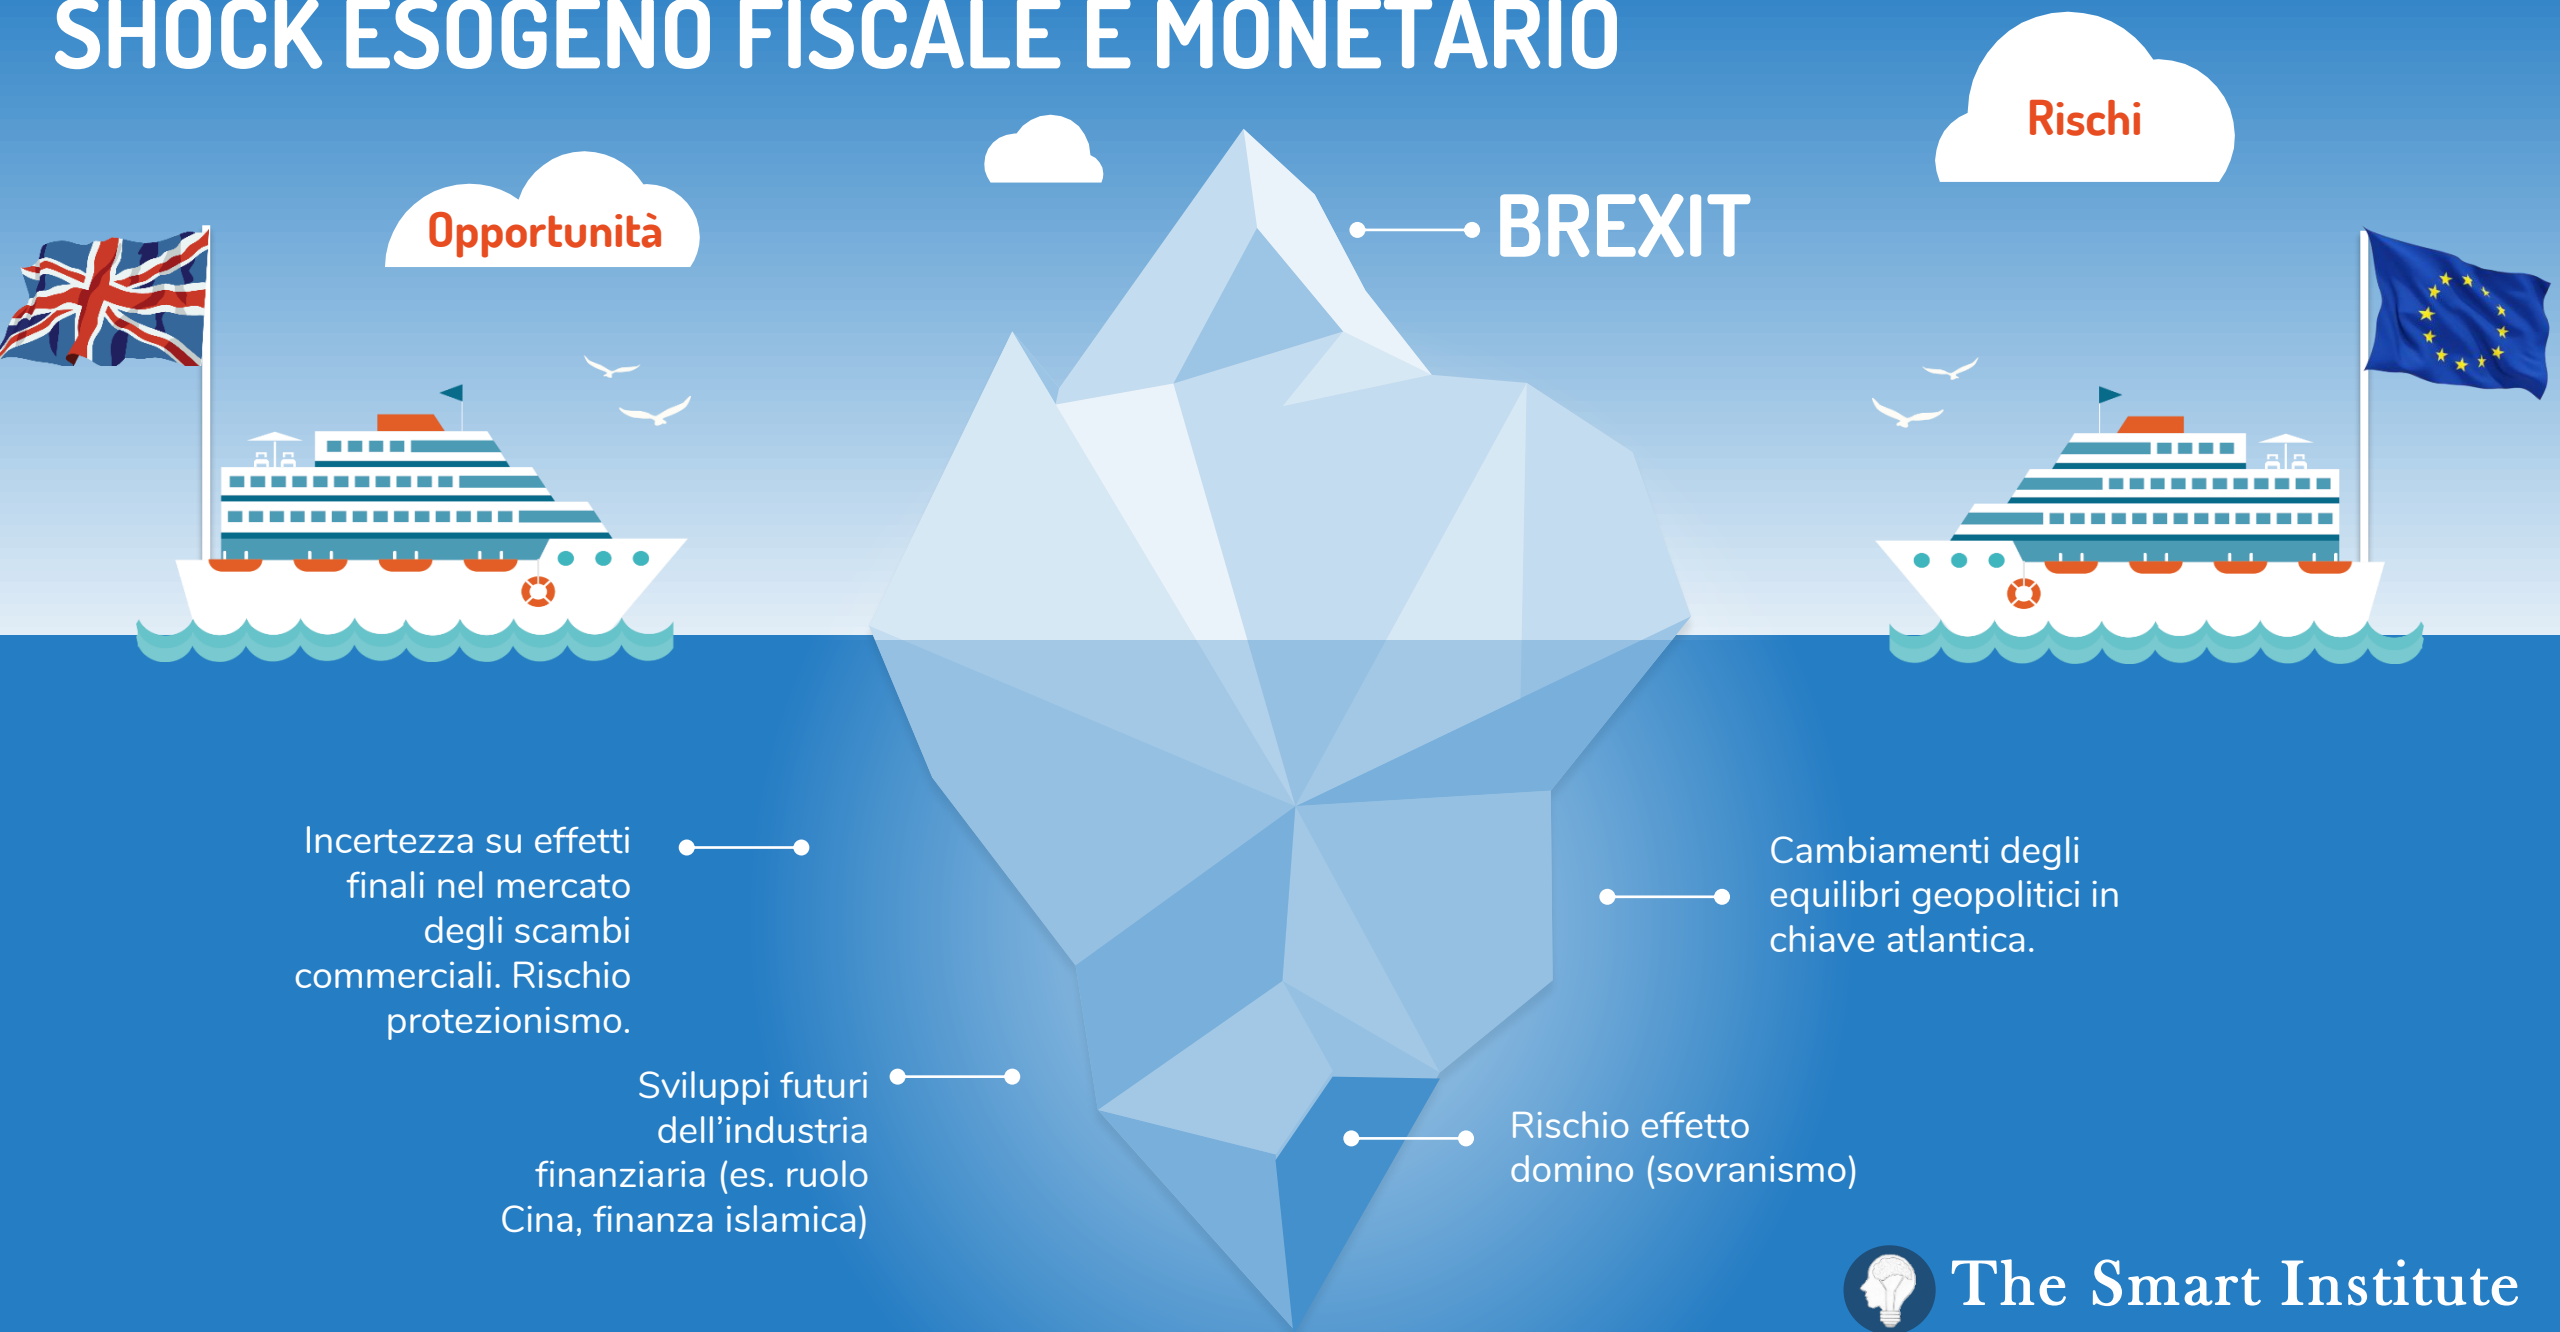 SHOCK ESOGENO FISCALE E MONETARIO
Rischi
Opportunità
BREXIT
Incertezza su effetti
finali nel mercato
degli scambi
commerciali. Rischio
protezionismo.
Cambiamenti degli
equilibri geopolitici in
chiave atlantica.
Sviluppi futuri
dell'industria
finanziaria (es. ruolo
Cina, finanza islamica)
Rischio effetto
domino (sovranismo)
The Smart Institute